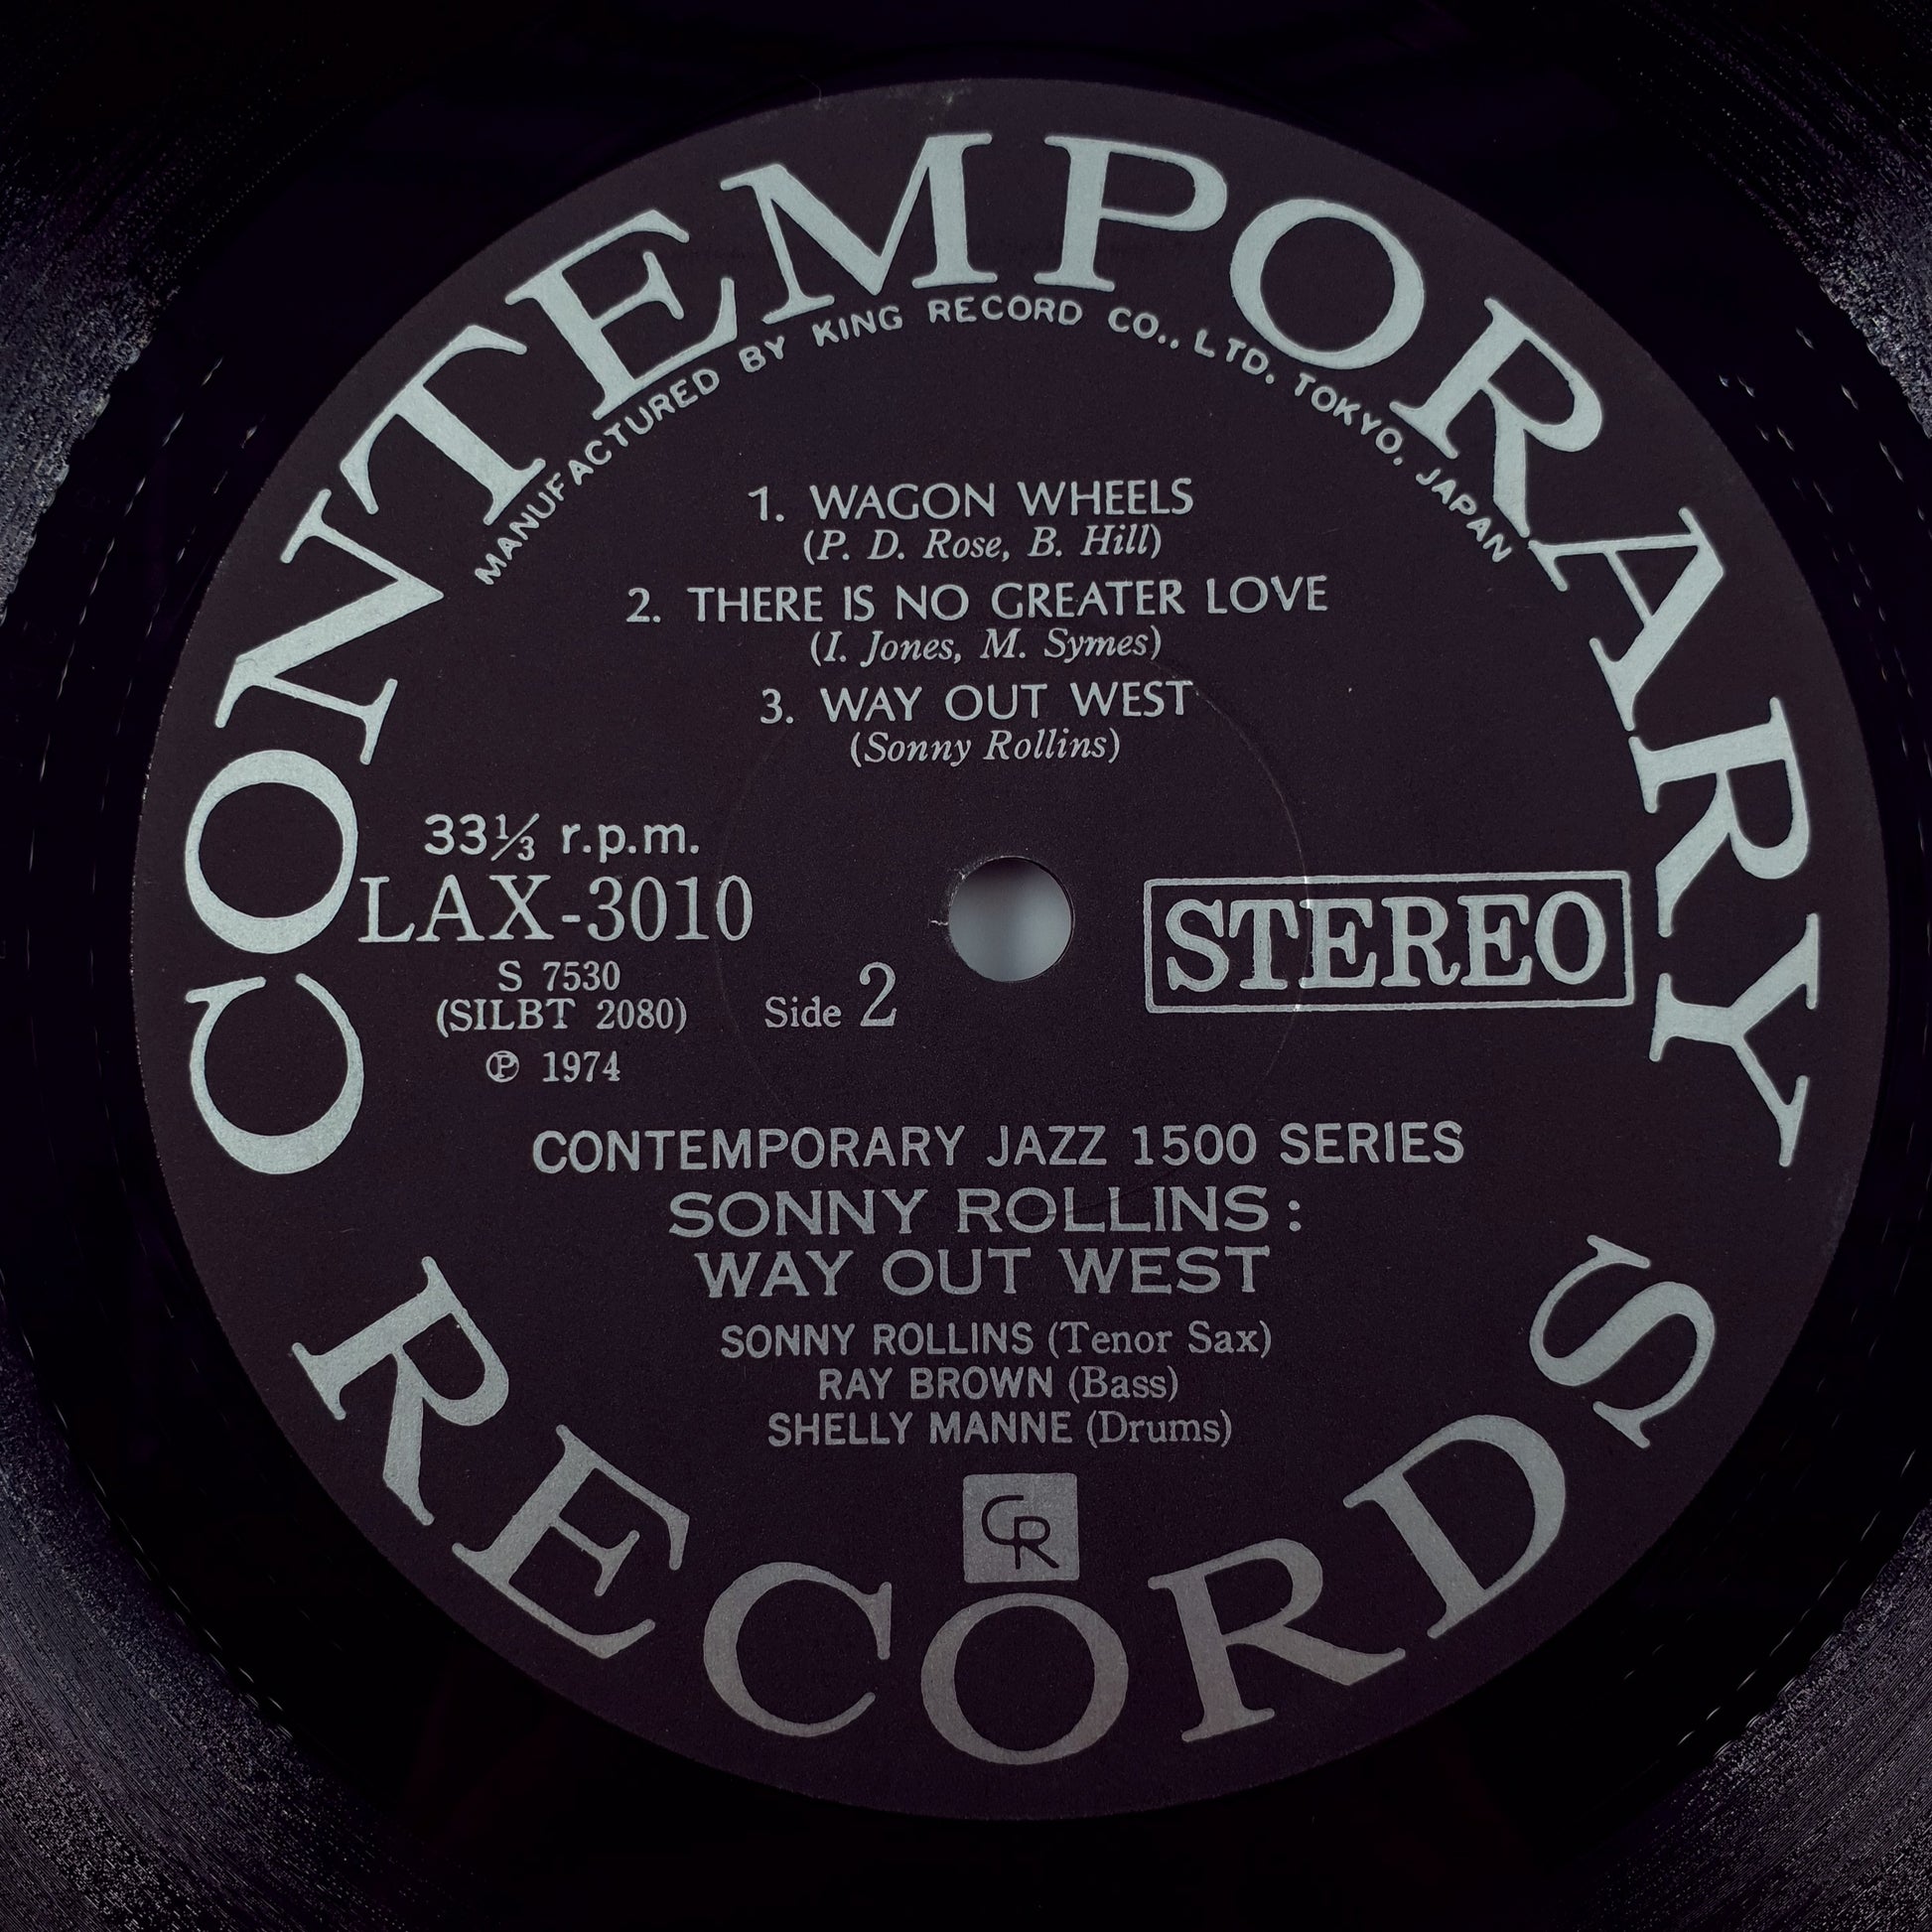 CONTEMPORARY
MANUFACTURED BY KING RECORD CO., LTD. TOKYO, JAPAN
1. WAGON WHEELS
(P. D. Rose, B. Hill)
2. THERE IS NO GREATER LOVE
(I. Jones, M. Symes)
3. WAY OUT WEST
(Sonny Rollins)
33⅓ r.p.m.
LAX-3010
S 7530
(SILBT 2080)
Ⓟ 1974
Side 2
STEREO
CONTEMPORARY JAZZ 1500 SERIES
SONNY ROLLINS :
WAY OUT WEST
SONNY ROLLINS (Tenor Sax)
RAY BROWN (Bass)
SHELLY MANNE (Drums)
CR
RECORDS